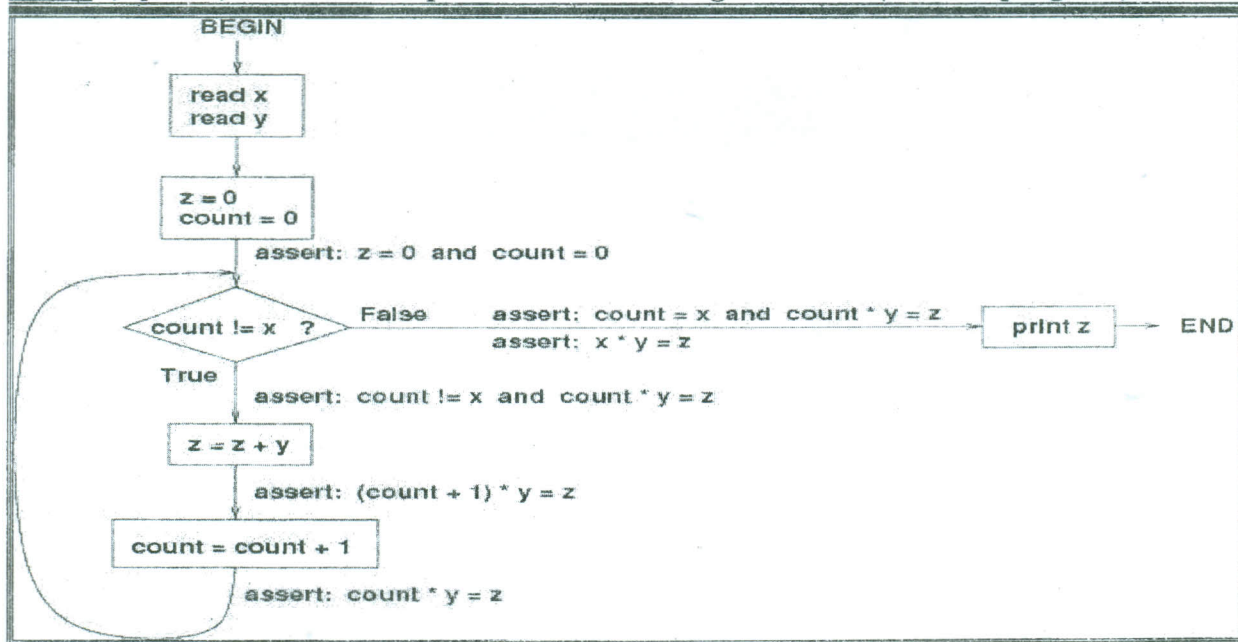 BEGIN
read x
read y
z = 0
count = 0
assert: z = 0 and count = 0
count != x ?
False
assert: count = x and count * y = z
assert: x * y = z
print z
END
True
assert: count != x and count * y = z
z = z + y
assert: (count + 1) * y = z
count = count + 1
assert: count * y = z